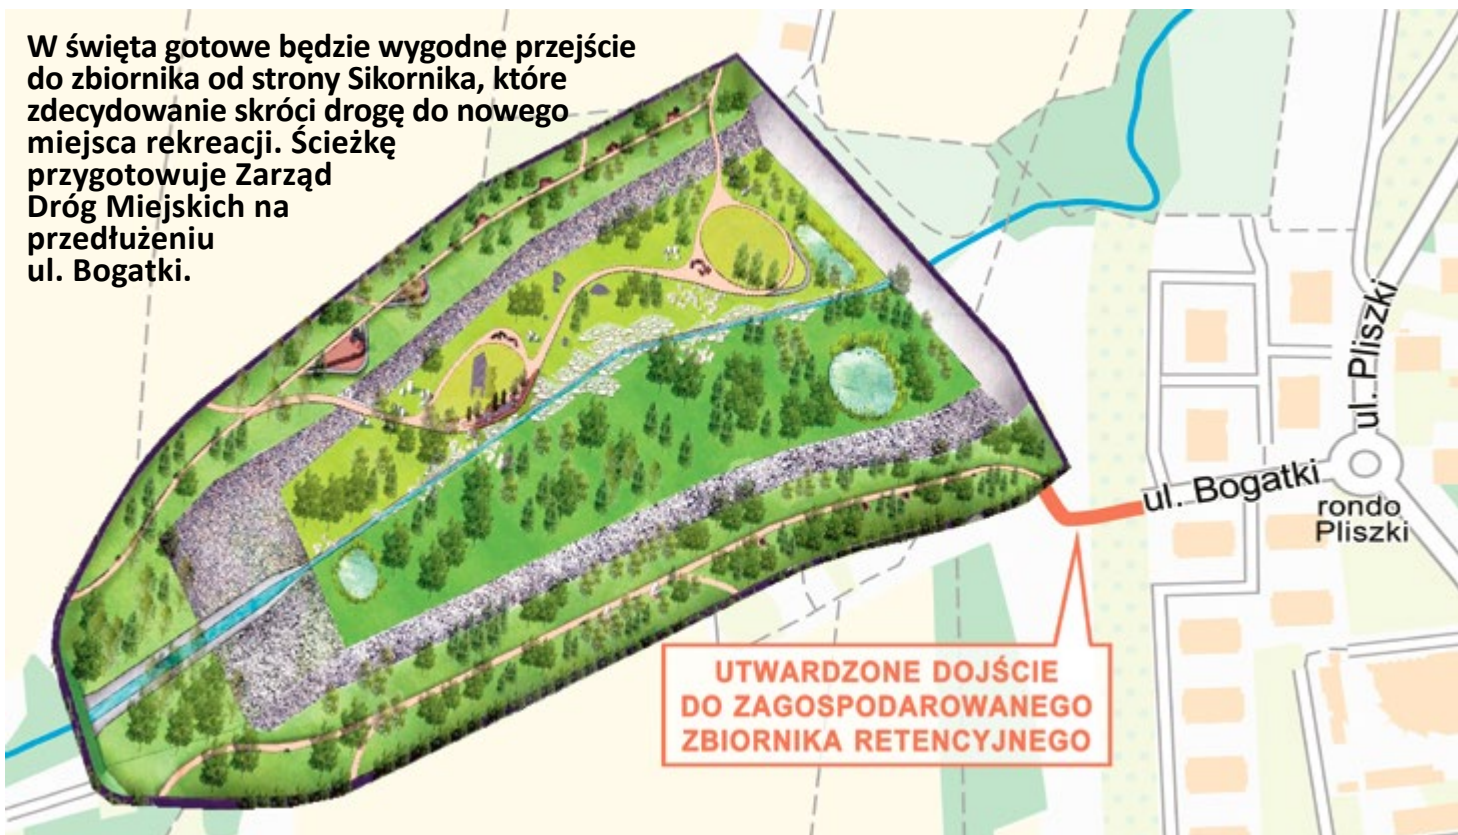 W święta gotowe będzie wygodne przejście
do zbiornika od strony Sikornika, które
zdecydowanie skróci drogę do nowego
miejsca rekreacji. Ścieżkę
przygotowuje Zarząd
Dróg Miejskich na
przedłużeniu
ul. Bogatki.
ul. Pliszki
ul. Bogatki
rondo
Pliszki
UTWARDZONE DOJŚCIE
DO ZAGOSPODAROWANEGO
ZBIORNIKA RETENCYJNEGO